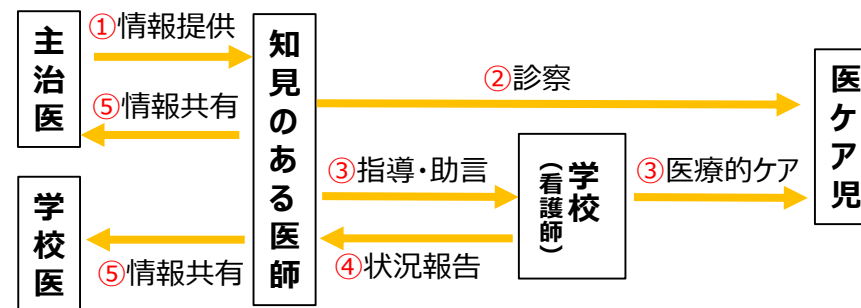 主治医
①情報提供
⑤情報共有
知見のある医師
②診察
医ケア児
③指導・助言
学校
(看護師)
③医療的ケア
④状況報告
学校医
⑤情報共有